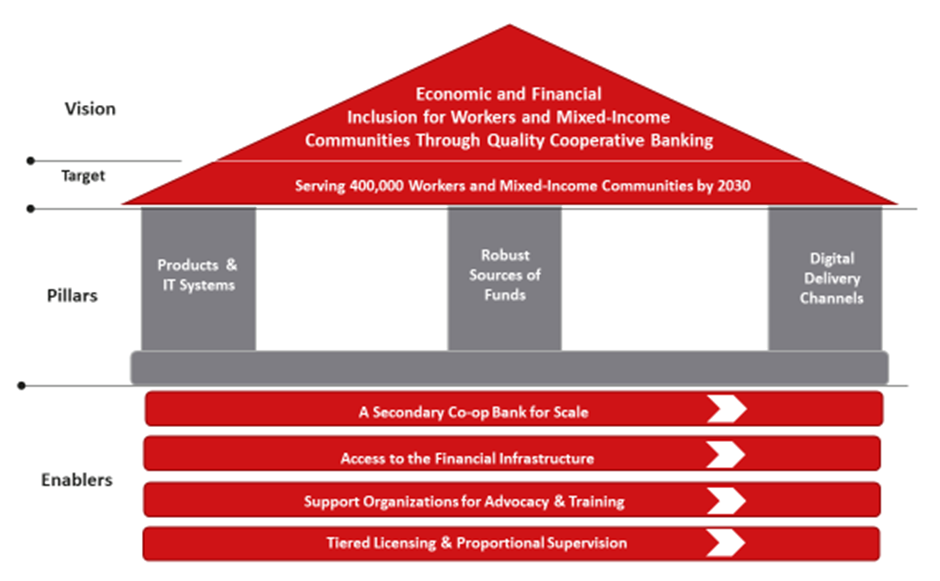 Vision
Economic and Financial
Inclusion for Workers and Mixed-Income
Communities Through Quality Cooperative Banking
Target
Serving 400,000 Workers and Mixed-Income Communities by 2030
Pillars
Products &
IT Systems
Robust
Sources of
Funds
Digital
Delivery
Channels
Enablers
A Secondary Co-op Bank for Scale
Access to the Financial Infrastructure
Support Organizations for Advocacy & Training
Tiered Licensing & Proportional Supervision